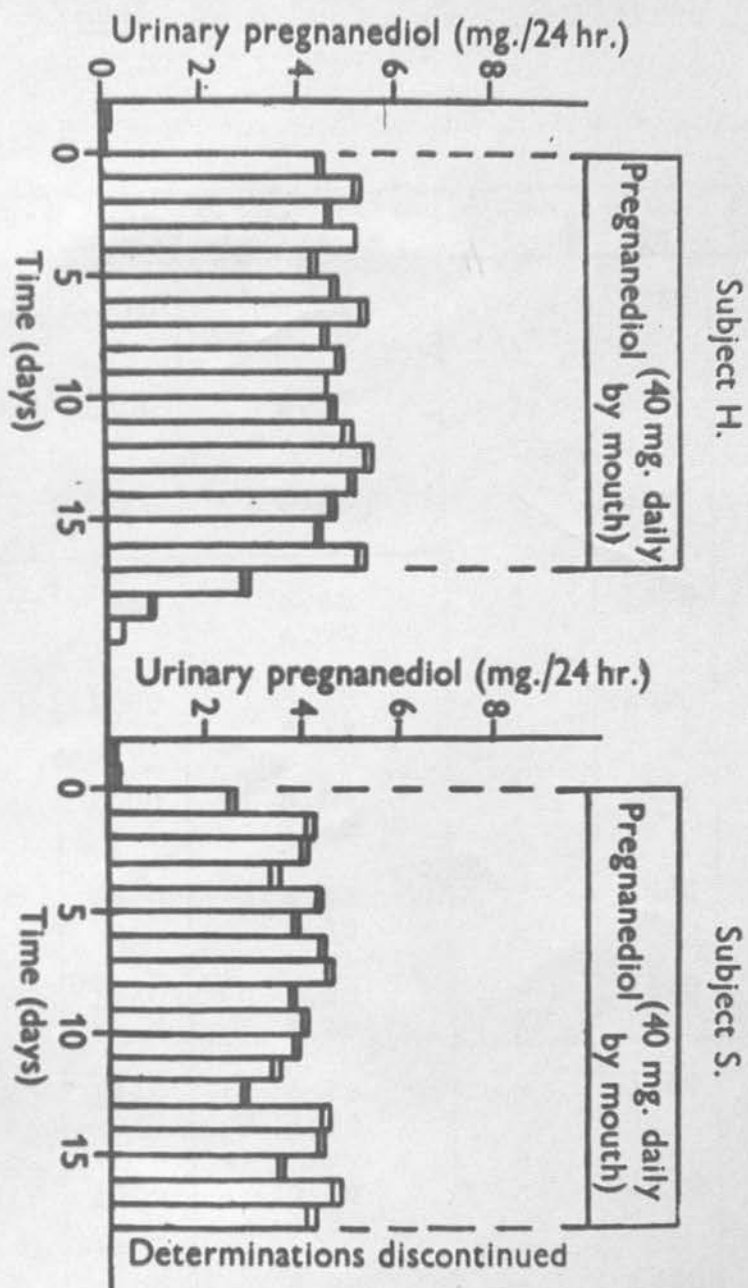 Subject H.
Pregnanediol (40 mg. daily
by mouth)
Urinary pregnanediol (mg./24 hr.)
8
6
4
2
0
0 5 10 15
Time (days)
Subject S.
Pregnanediol (40 mg. daily
by mouth)
Urinary pregnanediol (mg./24 hr.)
8
4
2
0 5 10 15
Time (days)
Determinations discontinued